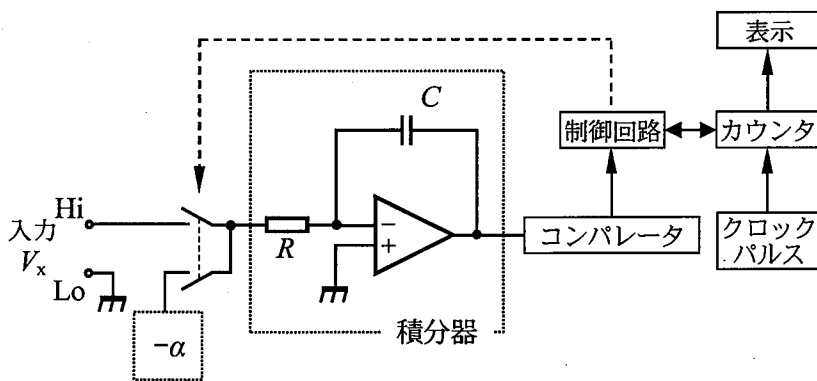 表示
C
制御回路
カウンタ
Hi
入力
Vx
Lo
R
−
+
コンパレータ
クロック
パルス
−α
積分器